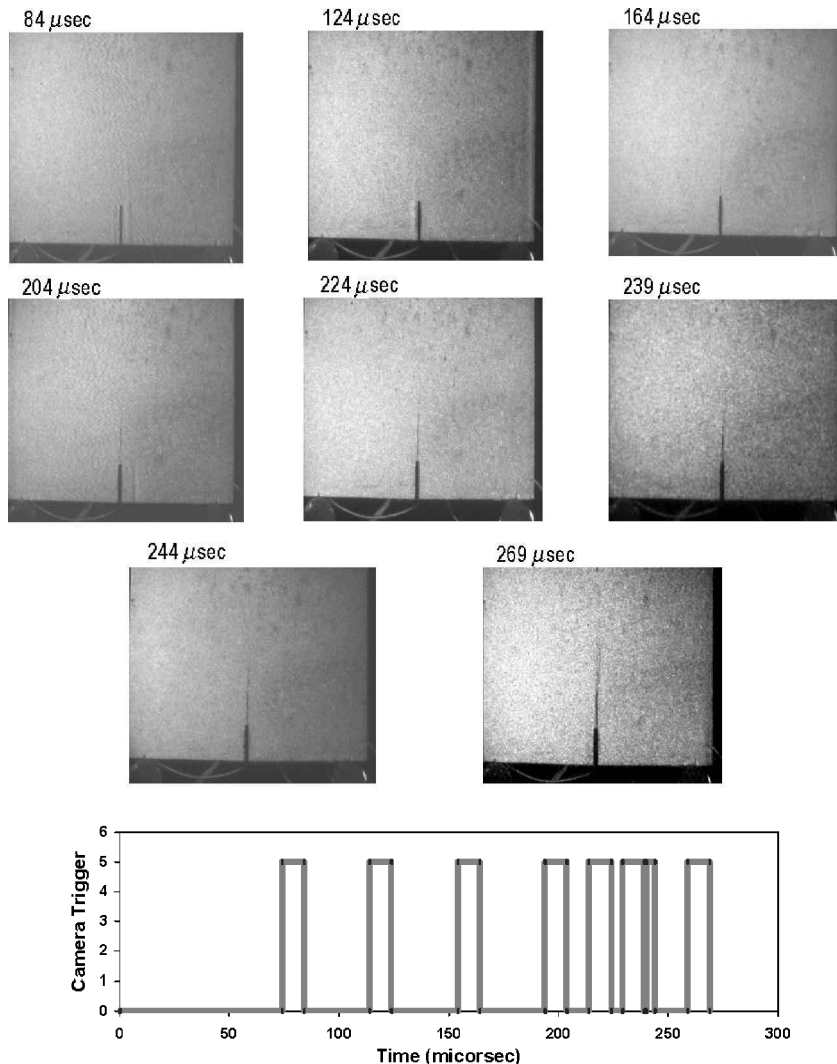 84 μsec
124 μsec
164 μsec
204 μsec
224 μsec
239 μsec
244 μsec
269 μsec
6
5
4
3
2
1
0
Camera Trigger
0
50
100
150
200
250
300
Time (micorsec)